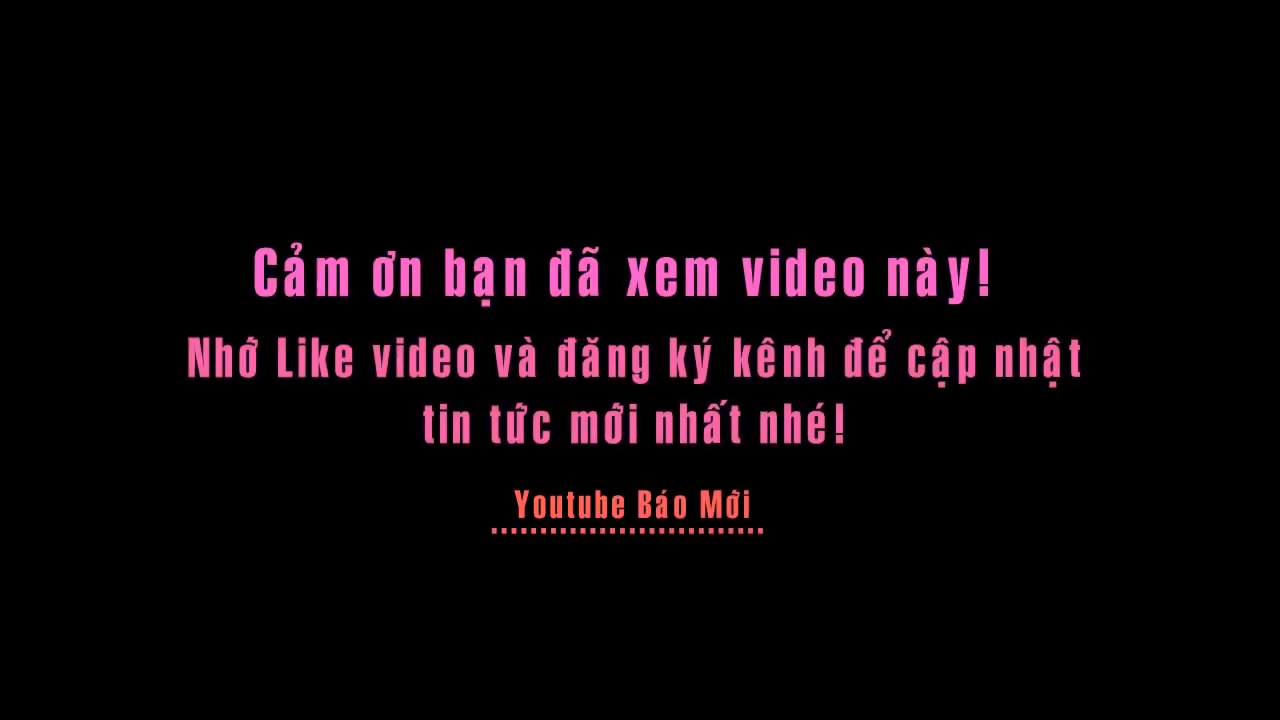 Cảm ơn bạn đã xem video này!
Nhớ Like video và đăng ký kênh để cập nhật
tin tức mới nhất nhé!
Youtube Báo Mới